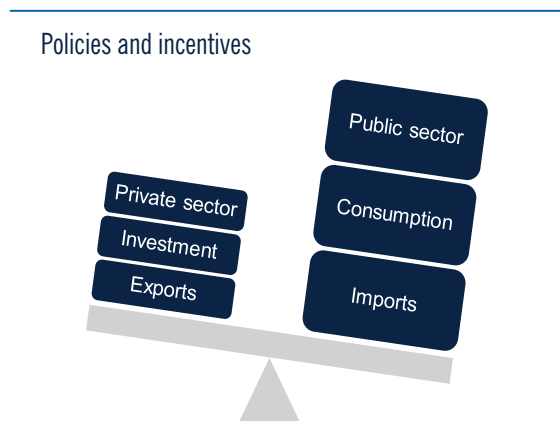 Policies and incentives
Public sector
Consumption
Imports
Private sector
Investment
Exports